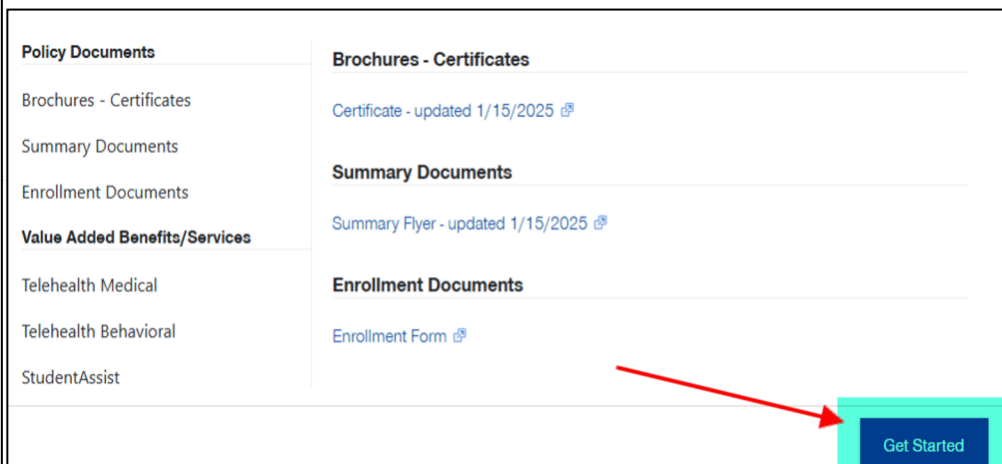 Policy Documents
Brochures - Certificates
Summary Documents
Enrollment Documents
Value Added Benefits/Services
Telehealth Medical
Telehealth Behavioral
StudentAssist
Brochures - Certificates
Certificate - updated 1/15/2025
Summary Documents
Summary Flyer - updated 1/15/2025
Enrollment Documents
Enrollment Form
Get Started